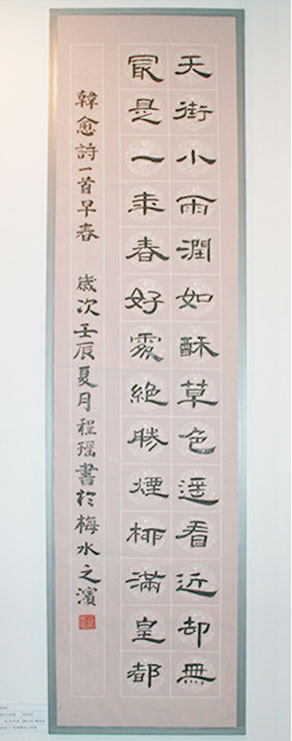 天街小雨潤如酥草色遥看近却無
最是一年春好處絶勝煙柳滿皇都
韓愈詩一首早春 歲次壬辰夏月程瑶書於梅水之濱